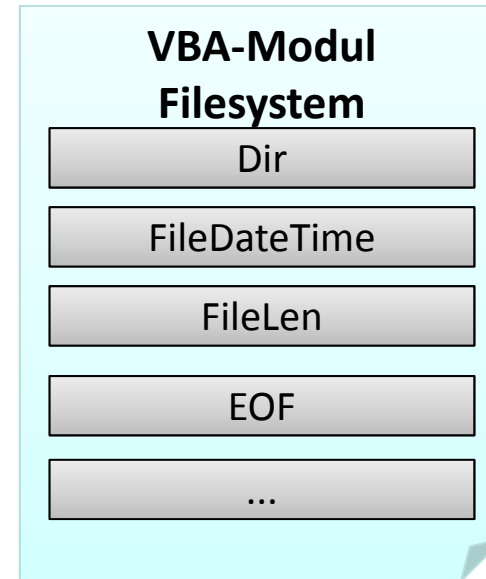 VBA-Modul
Filesystem
Dir
FileDateTime
FileLen
EOF
...